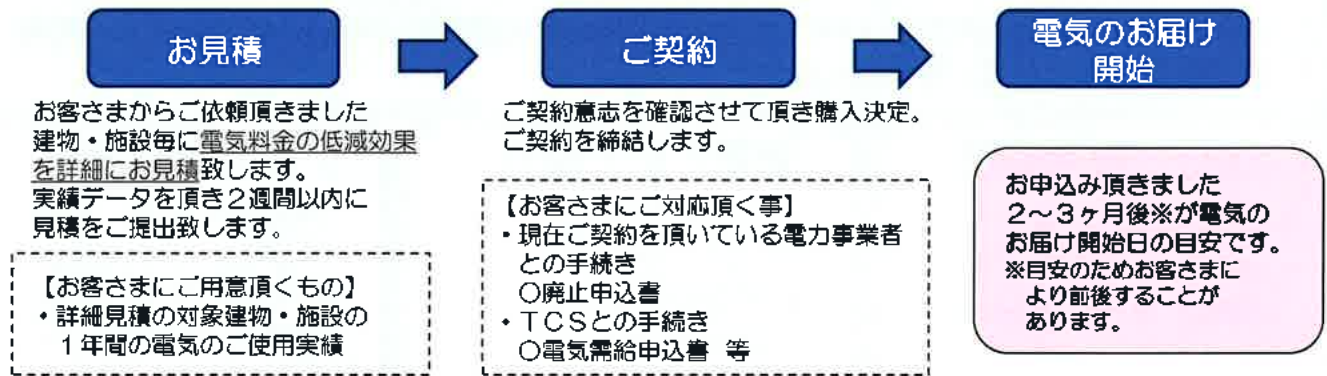 お見積
お客さまからご依頼頂きました
建物・施設毎に電気料金の低減効果
を詳細にお見積致します。
実績データを頂き２週間以内に
見積をご提出致します。
【お客さまにご用意頂くもの】
・詳細見積の対象建物・施設の
１年間の電気のご使用実績
ご契約
ご契約意志を確認させて頂き購入決定。
ご契約を締結します。
【お客さまにご対応頂く事】
・現在ご契約を頂いている電力事業者
との手続き
○廃止申込書
・ＴＣＳとの手続き
○電気需給申込書 等
電気のお届け
開始
お申込み頂きました
２～３ヶ月後※が電気の
お届け開始日の目安です。
※目安のためお客さまに
より前後することが
あります。